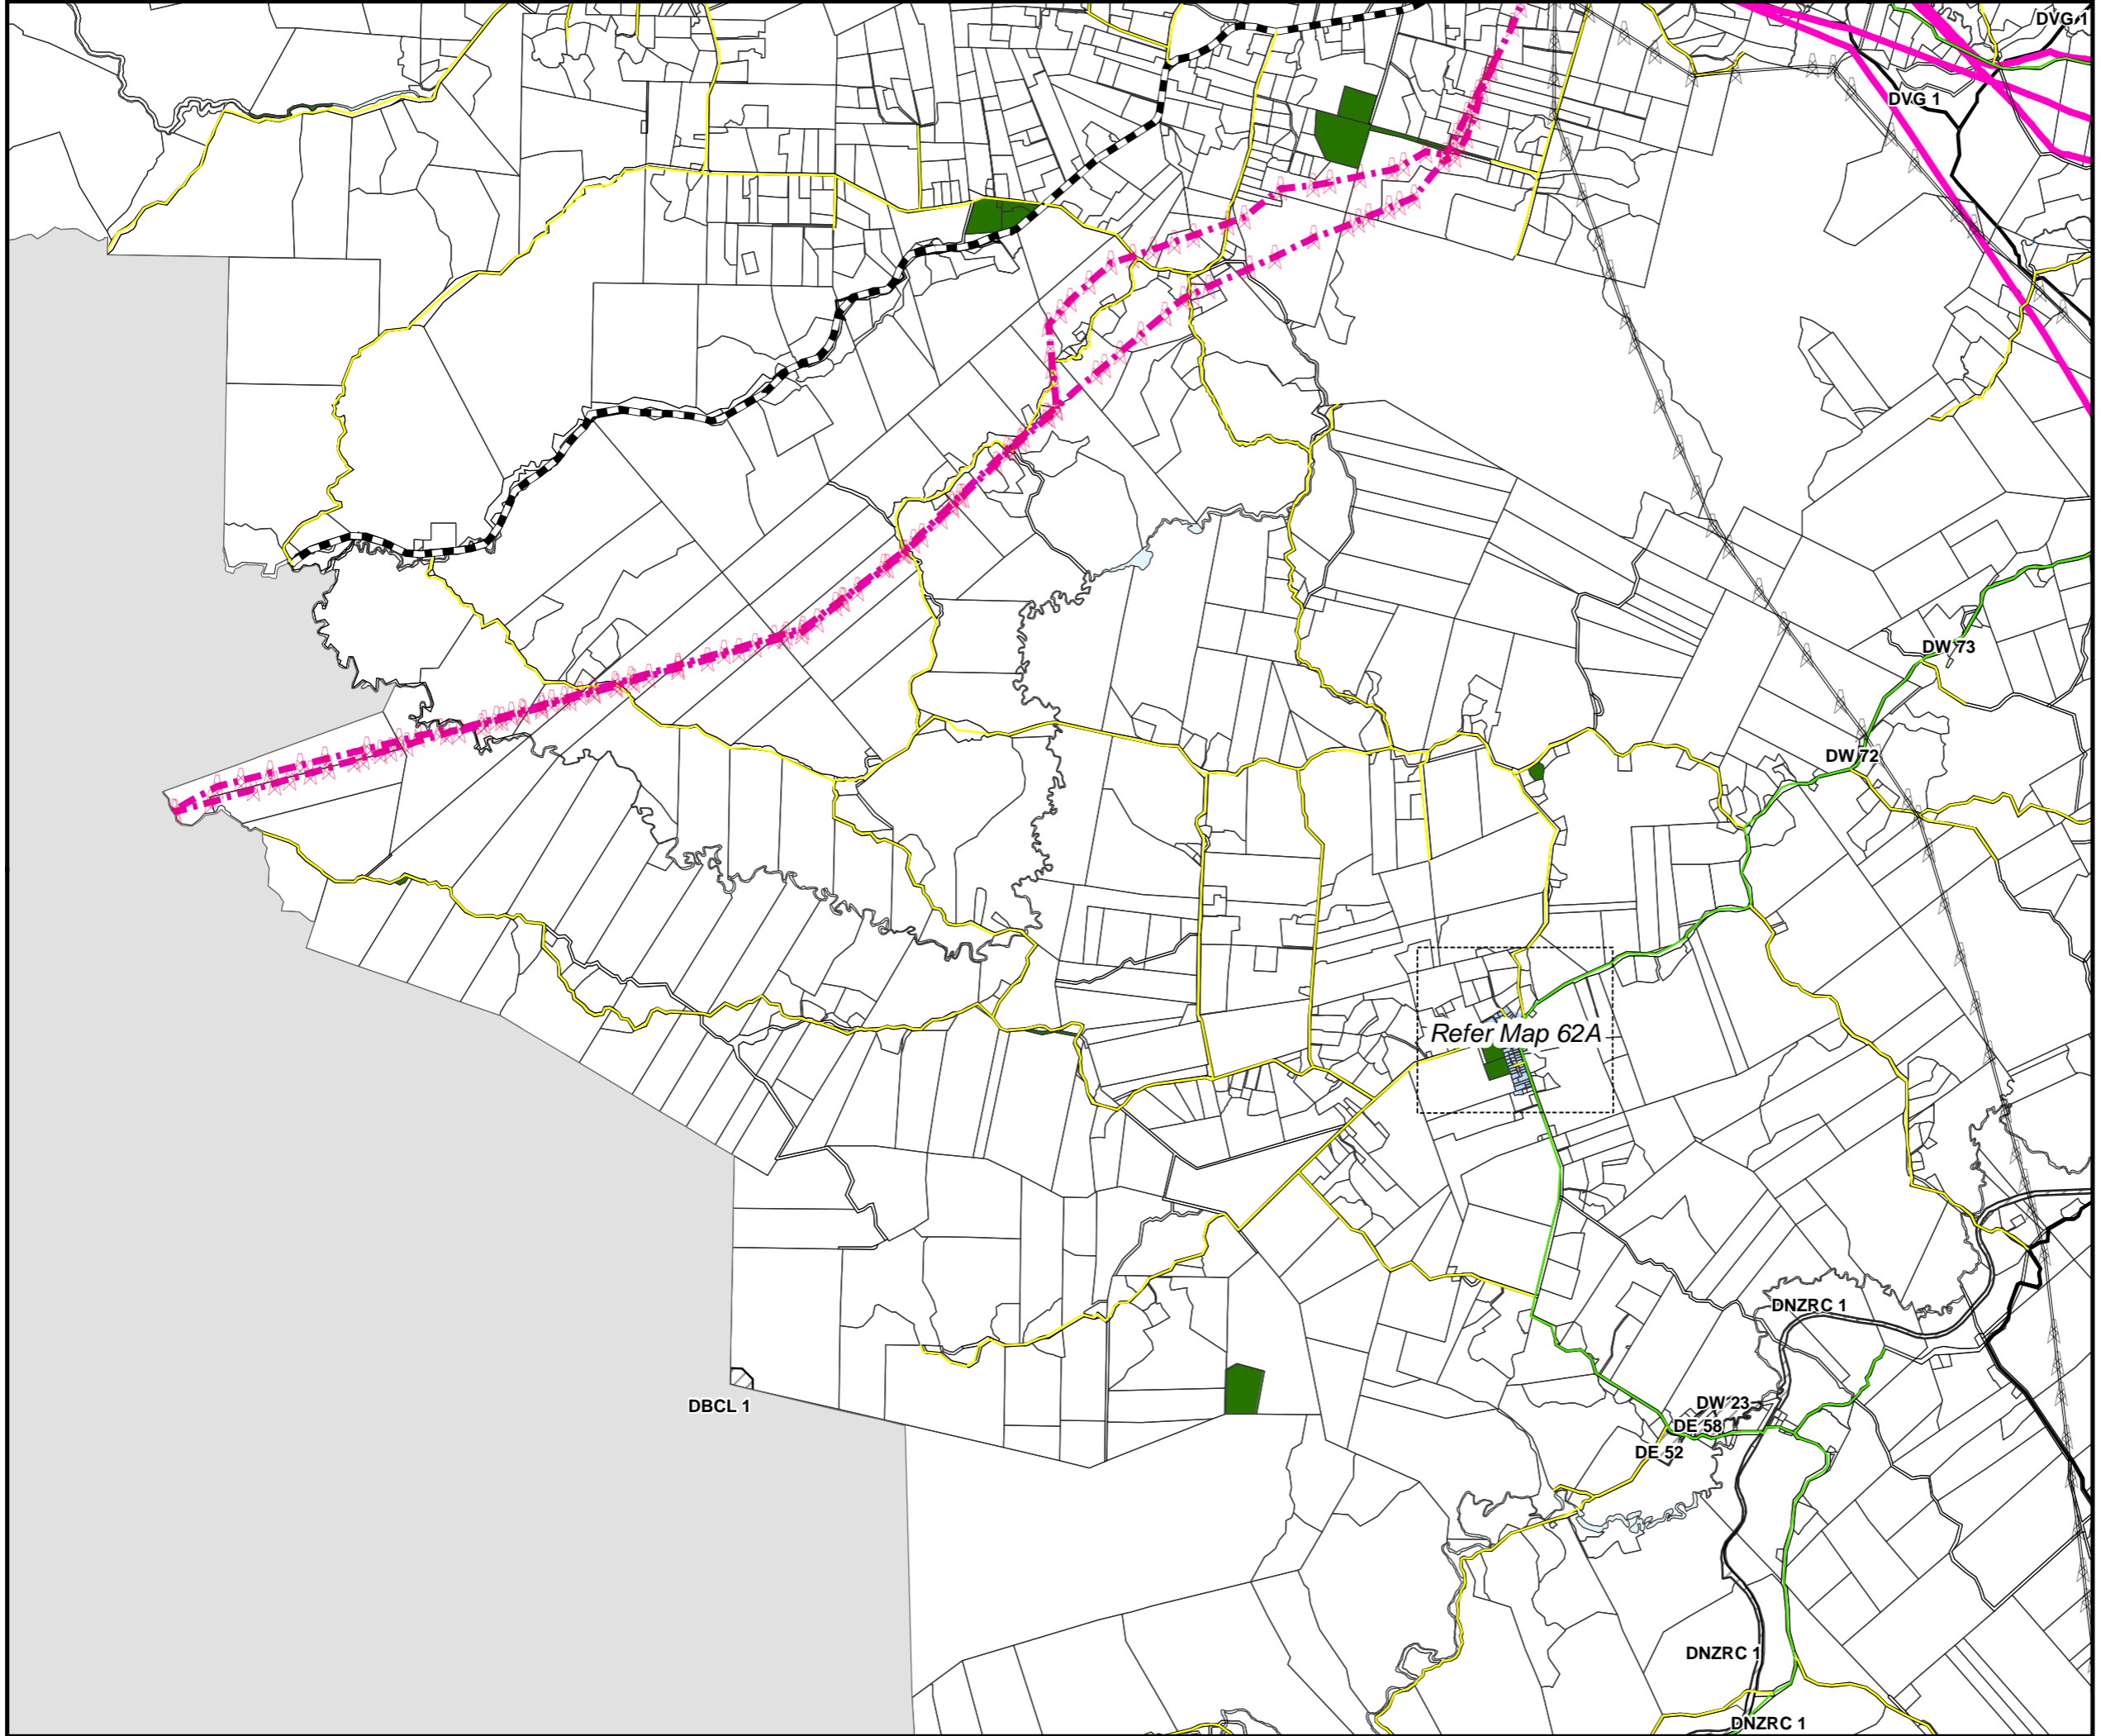 DVG 1
DVG 1
DW 73
DW 72
Refer Map 62A
DNZRC 1
DBCL 1
DW 23
DE 58
DE 52
DNZRC 1
DNZRC 1